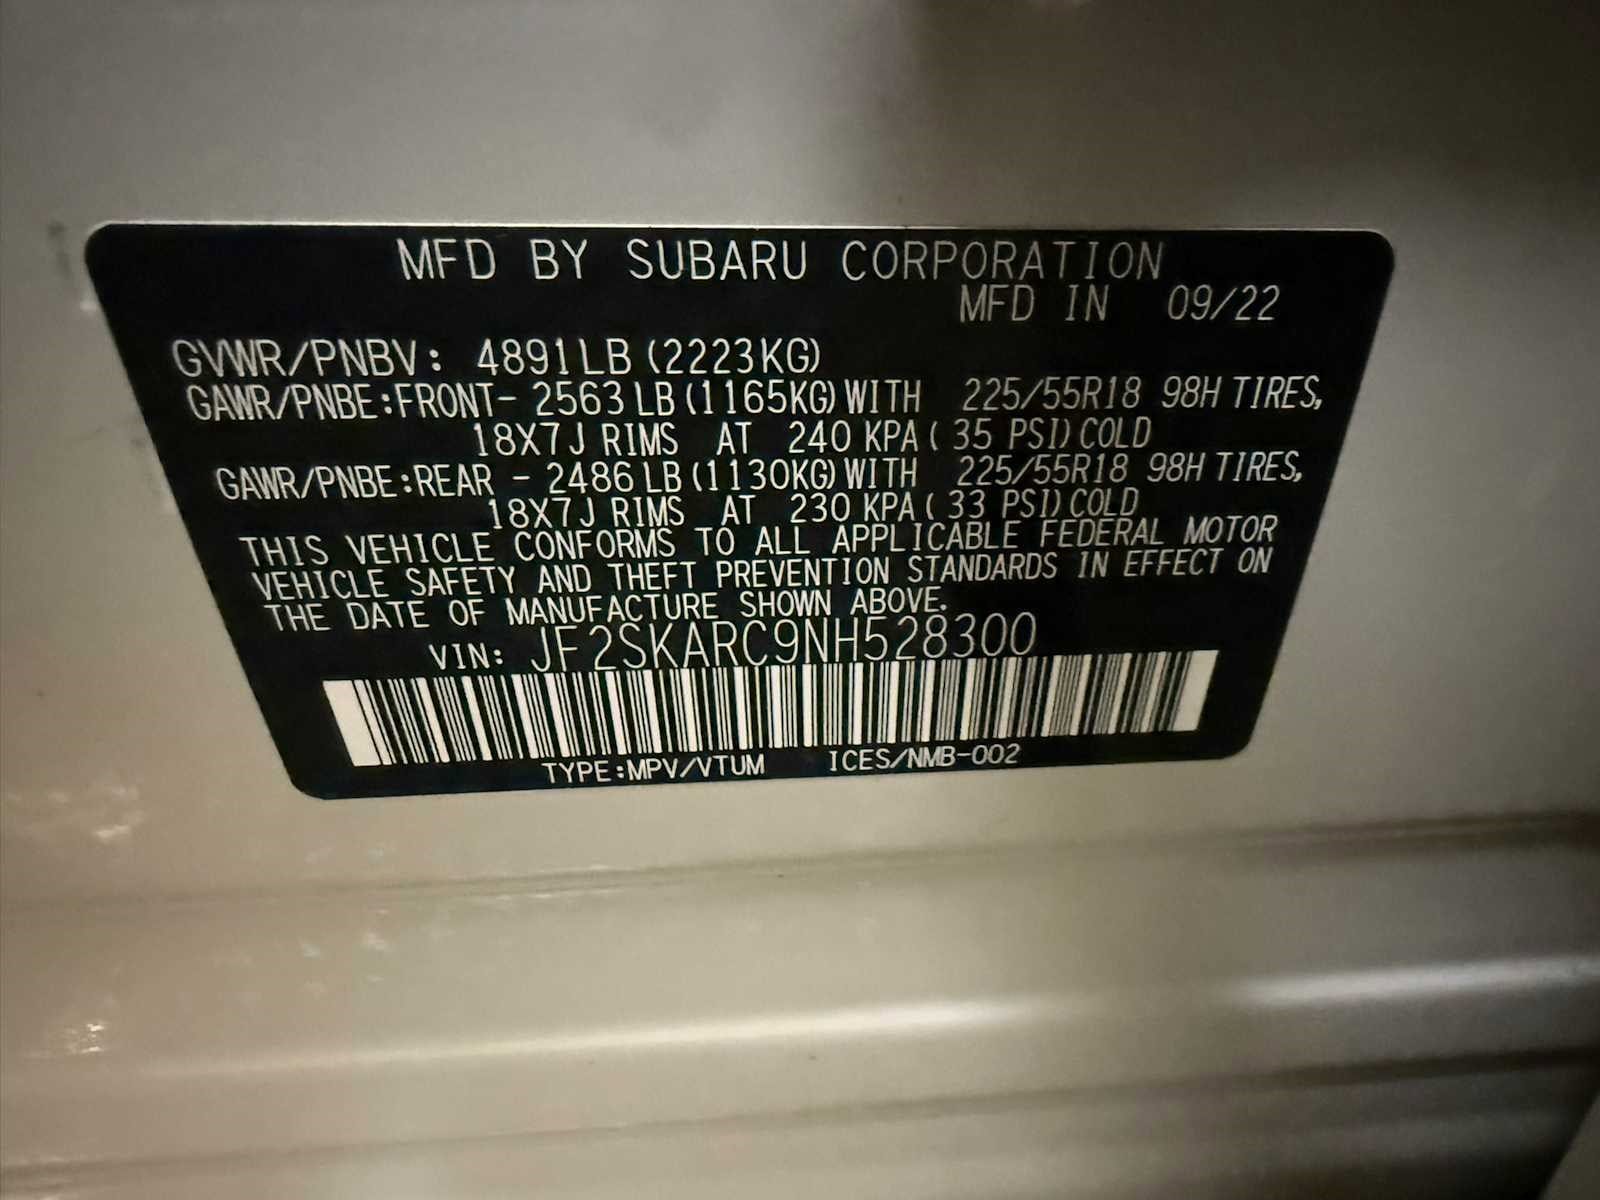 MFD BY SUBARU CORPORATION
MFD IN 09/22
GVWR/PNBV: 4891LB (2223KG)
GAWR/PNBE:FRONT- 2563 LB (1165KG) WITH 225/55R18 98H TIRES,
18X7J RIMS AT 240 KPA ( 35 PSI) COLD
GAWR/PNBE:REAR - 2486 LB (1130KG) WITH 225/55R18 98H TIRES,
18X7J RIMS AT 230 KPA ( 33 PSI) COLD
THIS VEHICLE CONFORMS TO ALL APPLICABLE FEDERAL MOTOR
VEHICLE SAFETY AND THEFT PREVENTION STANDARDS IN EFFECT ON
THE DATE OF MANUFACTURE SHOWN ABOVE.
VIN: JF2SKARC9NH528300
TYPE:MPV/VTUM ICES/NMB-002